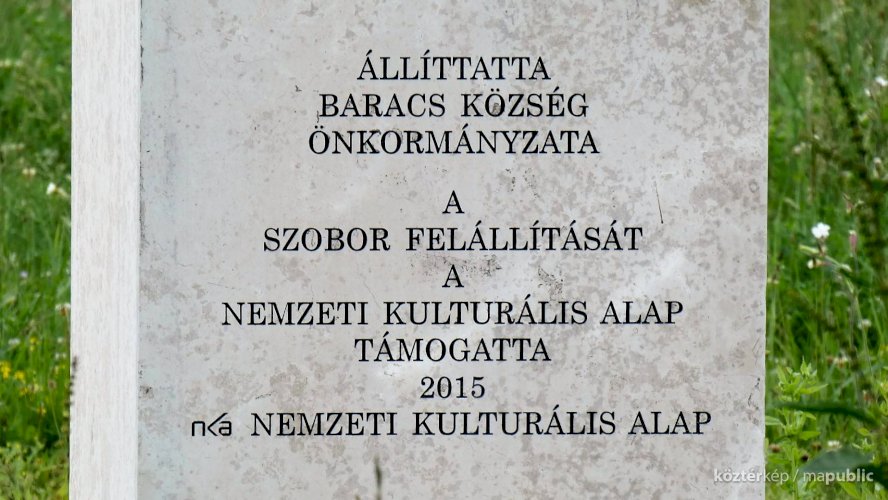 ÁLLÍTTATTA
BARACS KÖZSÉG
ÖNKORMÁNYZATA
A
SZOBOR FELÁLLÍTÁSÁT
A
NEMZETI KULTURÁLIS ALAP
TÁMOGATTA
2015
nka NEMZETI KULTURÁLIS ALAP
köztérkép / mapublic